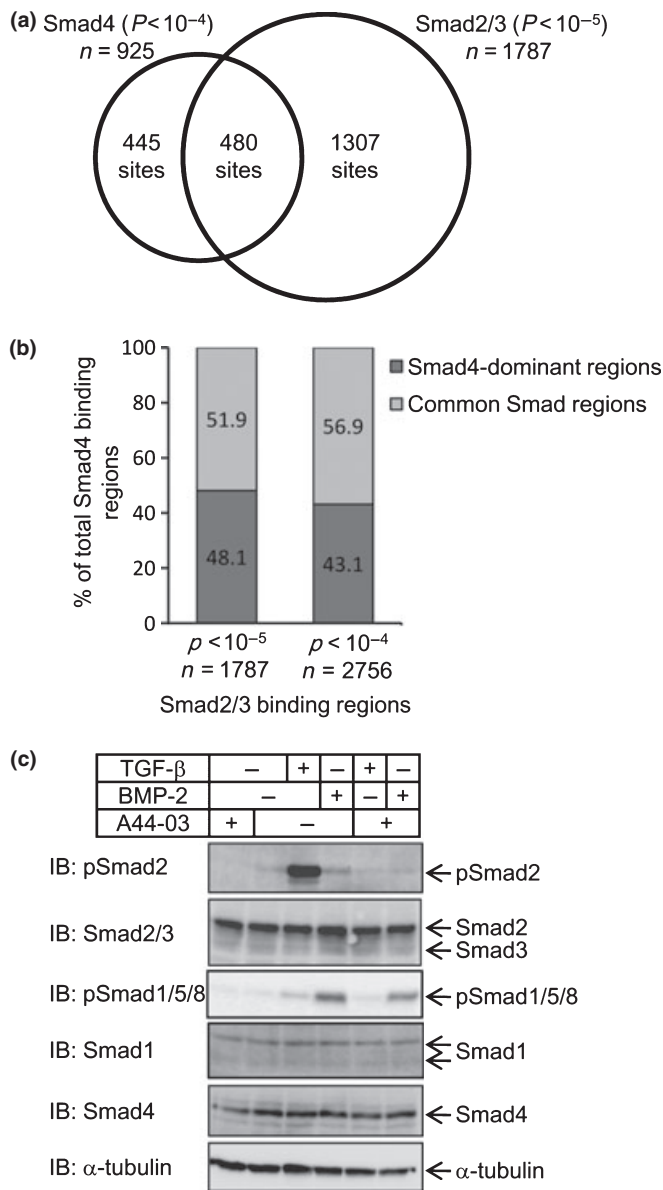 (a)
Smad4 (P < 10–4)
n = 925
Smad2/3 (P < 10–5)
n = 1787
445
sites
480
sites
1307
sites
(b)
% of total Smad4 binding
regions
100
80
60
40
20
0
51.9
48.1
56.9
43.1
Smad4-dominant regions
Common Smad regions
p < 10–5
n = 1787
p < 10–4
n = 2756
Smad2/3 binding regions
(c)
TGF-β – + – + –
BMP-2 – + – +
A44-03 + – +
IB: pSmad2 pSmad2
IB: Smad2/3 Smad2
Smad3
IB: pSmad1/5/8 pSmad1/5/8
IB: Smad1 Smad1
IB: Smad4 Smad4
IB: α-tubulin α-tubulin